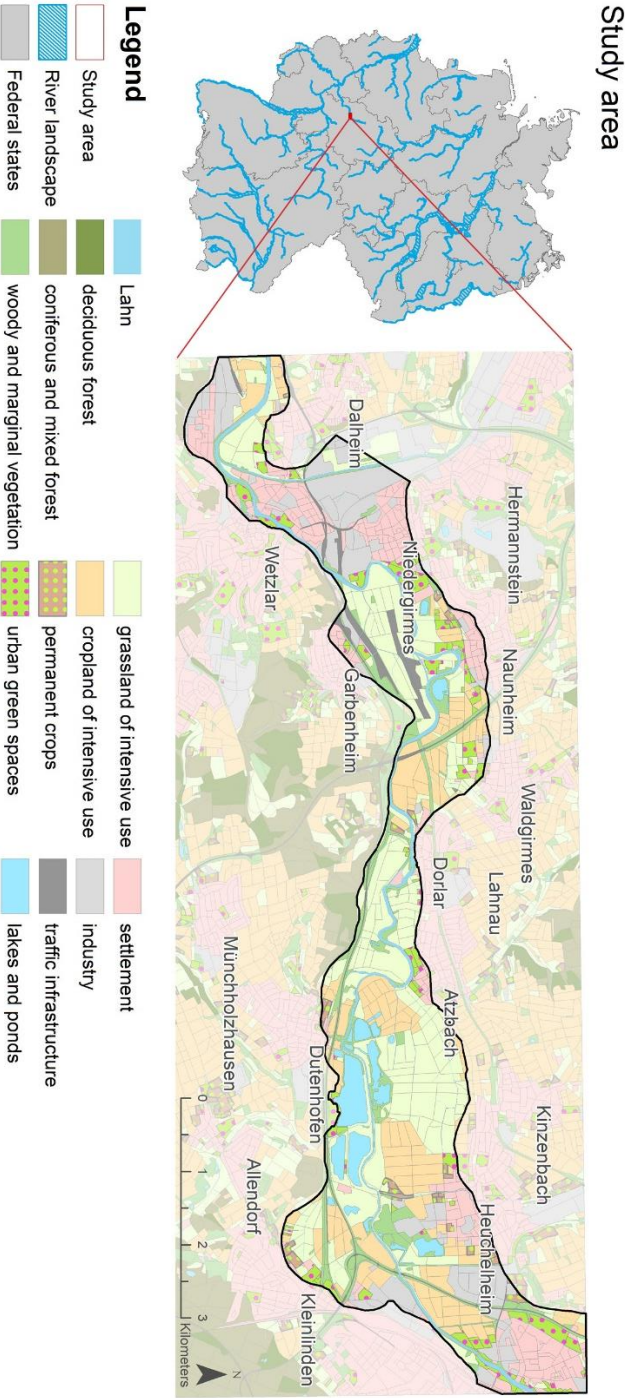 Study area
Hermannstein
Naunheim
Waldgirmes
Lahnau
Kinzenbach
Dalheim
Niedergirmes
Dorlar
Atzbach
Heuchelheim
Wetzlar
Garbenheim
Münchholzhausen
Dutenhofen
Allendorf
Kleinlinden
0 1 2 3
Kilometers
N
Legend
Study area
River landscape
Federal states
Lahn
deciduous forest
coniferous and mixed forest
woody and marginal vegetation
grassland of intensive use
cropland of intensive use
permanent crops
urban green spaces
settlement
industry
traffic infrastructure
lakes and ponds